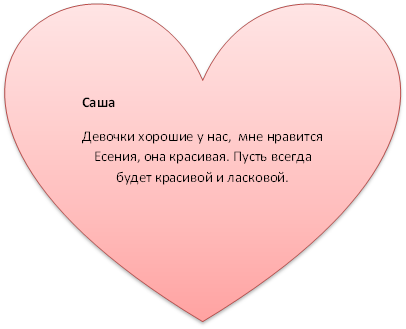 Саша
Девочки хорошие у нас,  мне нравится
Есения, она красивая. Пусть всегда
будет красивой и ласковой.